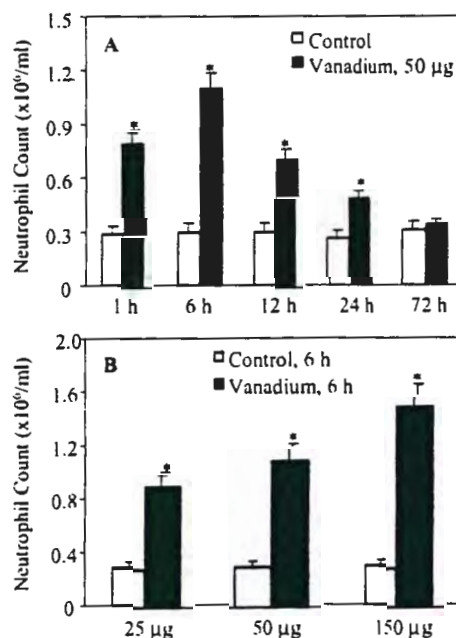 1.5
A
Control
Vanadium, 50 μg
1.2
0.9
0.6
0.3
0
Neutrophil Count (x10⁶/ml)
*
*
*
*
1 h 6 h 12 h 24 h 72 h
2.0
B
Control, 6 h
Vanadium, 6 h
1.6
1.2
0.8
0.4
0
Neutrophil Count (x10⁶/ml)
*
*
*
25 μg 50 μg 150 μg